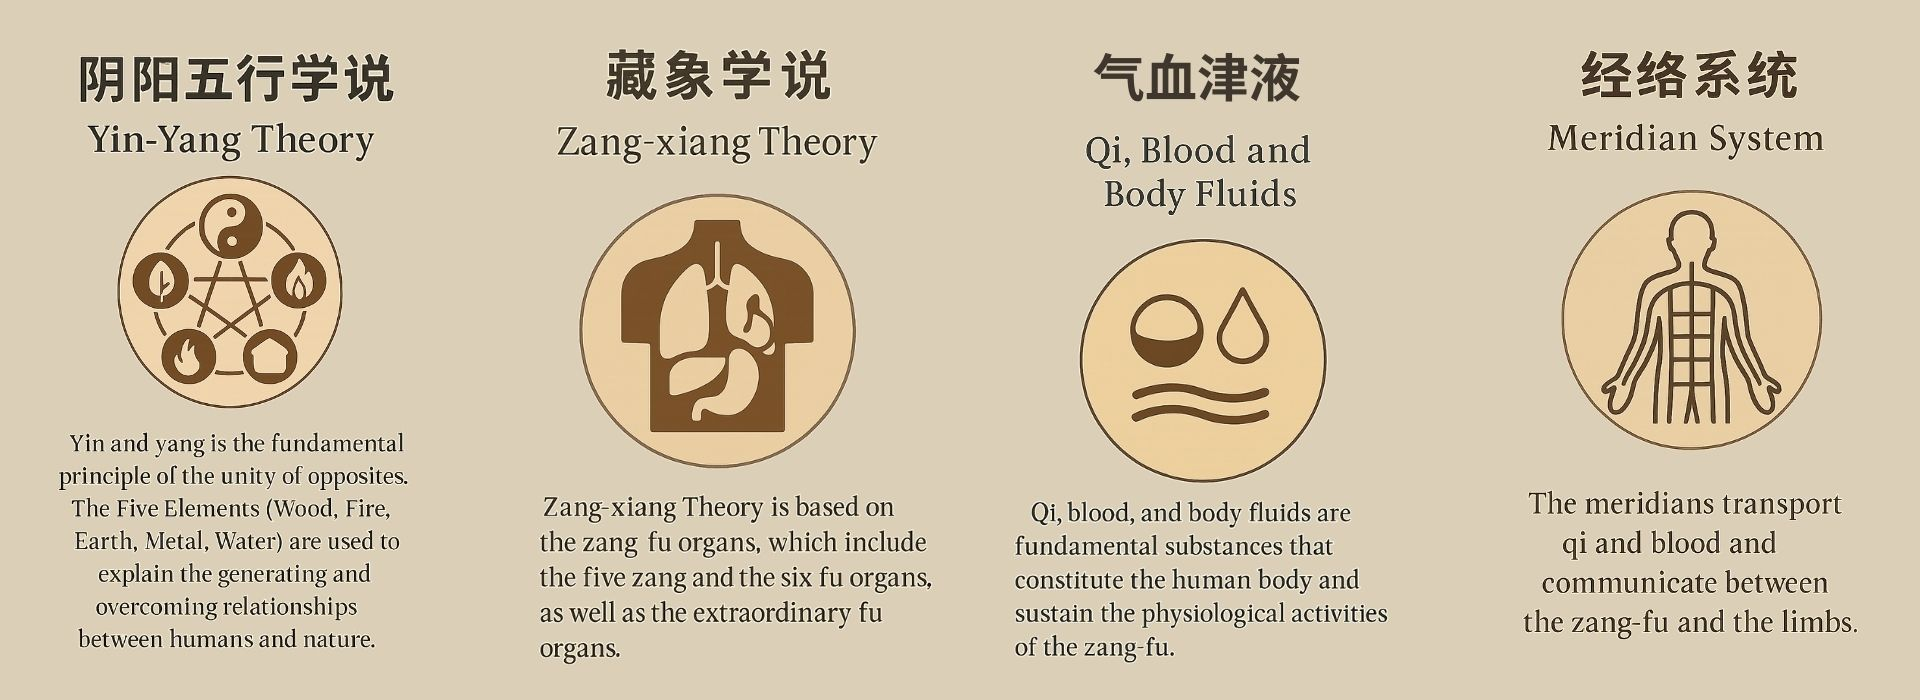 阴阳五行学说
Yin-Yang Theory
Yin and yang is the fundamental
principle of the unity of opposites.
The Five Elements (Wood, Fire,
Earth, Metal, Water) are used to
explain the generating and
overcoming relationships
between humans and nature.
藏象学说
Zang-xiang Theory
Zang-xiang Theory is based on
the zang fu organs, which include
the five zang and the six fu organs,
as well as the extraordinary fu
organs.
气血津液
Qi, Blood and
Body Fluids
Qi, blood, and body fluids are
fundamental substances that
constitute the human body and
sustain the physiological activities
of the zang-fu.
经络系统
Meridian System
The meridians transport
qi and blood and
communicate between
the zang-fu and the limbs.